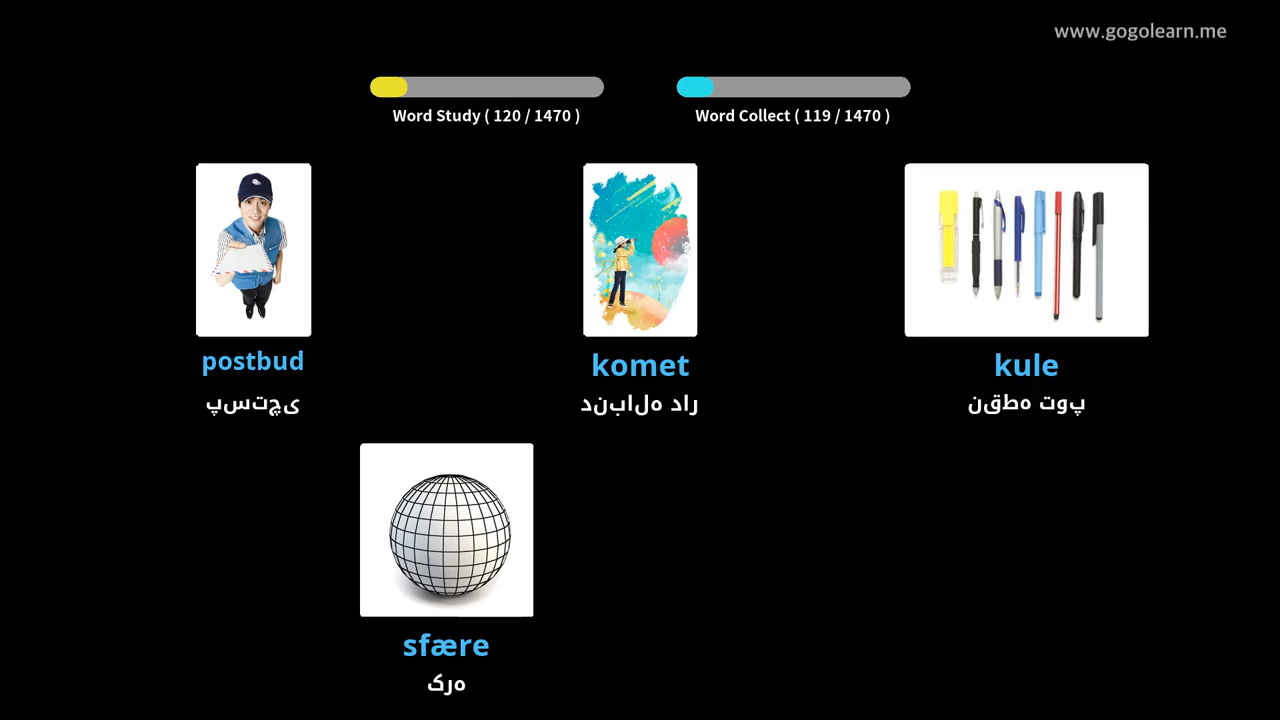 www.gogolearn.me
Word Study ( 120 / 1470 )
Word Collect ( 119 / 1470 )
postbud
پستچی
komet
دنباله دار
kule
نقطه توپ
sfære
کره